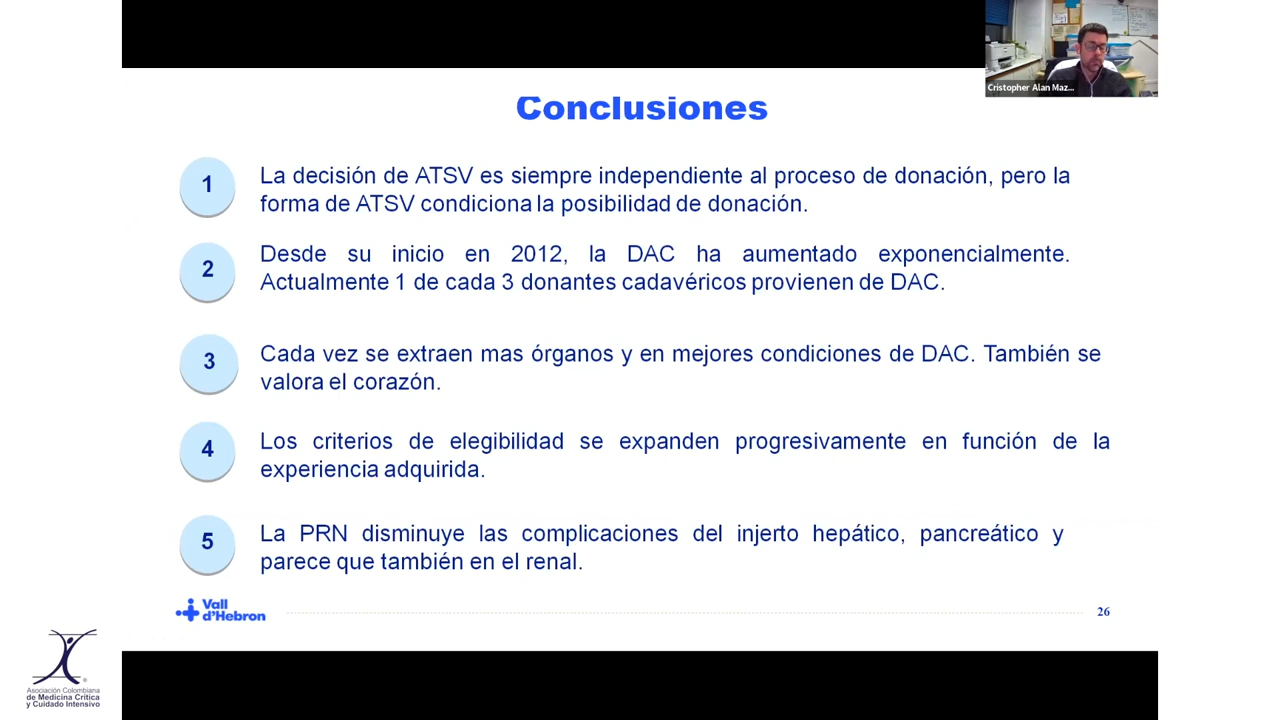 Cristopher Alan Maz...
Conclusiones
1
La decisión de ATSV es siempre independiente al proceso de donación, pero la
forma de ATSV condiciona la posibilidad de donación.
2
Desde su inicio en 2012, la DAC ha aumentado exponencialmente.
Actualmente 1 de cada 3 donantes cadavéricos provienen de DAC.
3
Cada vez se extraen mas órganos y en mejores condiciones de DAC. También se
valora el corazón.
4
Los criterios de elegibilidad se expanden progresivamente en función de la
experiencia adquirida.
5
La PRN disminuye las complicaciones del injerto hepático, pancreático y
parece que también en el renal.
Vall
d'Hebron
26
Asociación Colombiana
de Medicina Crítica
y Cuidado Intensivo